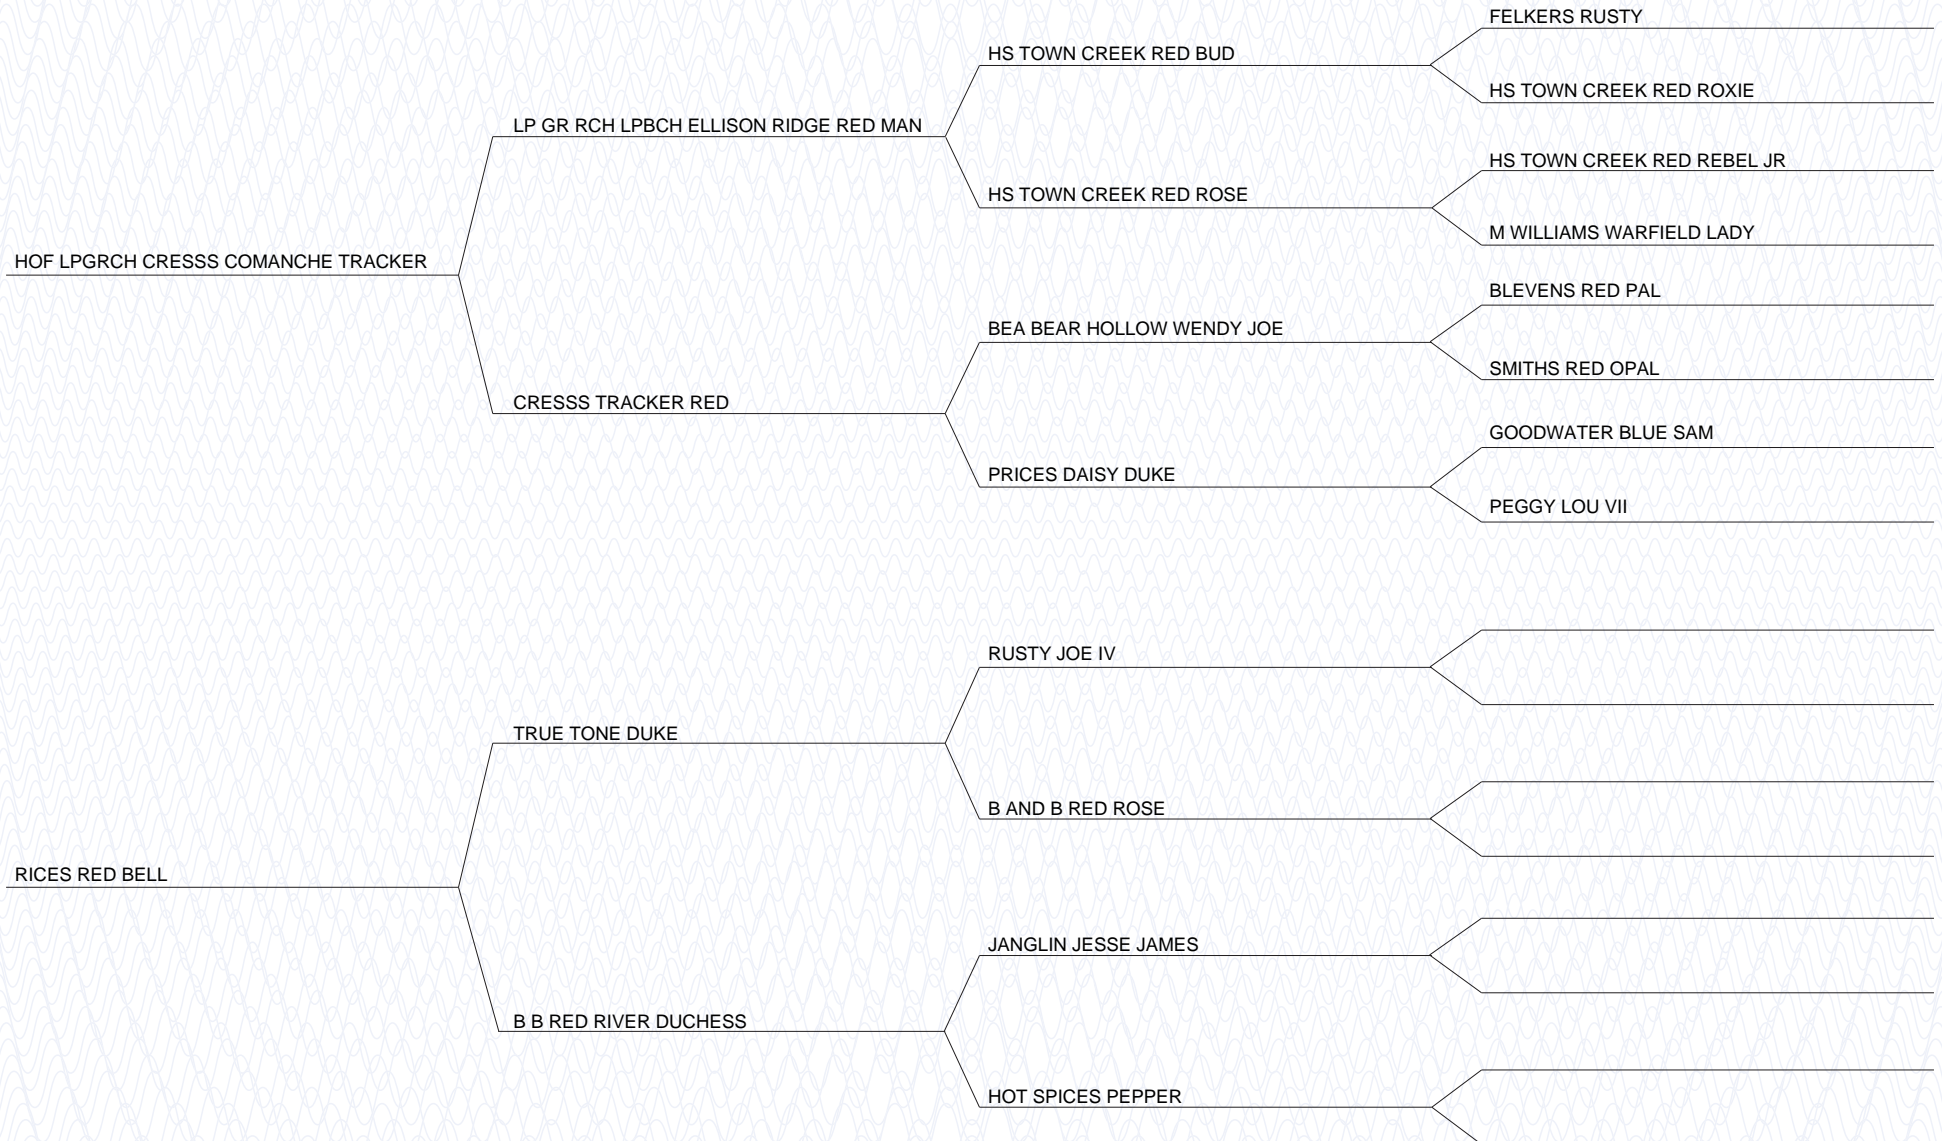 FELKERS RUSTY
HS TOWN CREEK RED BUD
HS TOWN CREEK RED ROXIE
LP GR RCH LPBCH ELLISON RIDGE RED MAN
HS TOWN CREEK RED REBEL JR
HS TOWN CREEK RED ROSE
M WILLIAMS WARFIELD LADY
HOF LPGRCH CRESSS COMANCHE TRACKER
BLEVENS RED PAL
BEA BEAR HOLLOW WENDY JOE
SMITHS RED OPAL
CRESSS TRACKER RED
GOODWATER BLUE SAM
PRICES DAISY DUKE
PEGGY LOU VII
RUSTY JOE IV
TRUE TONE DUKE
B AND B RED ROSE
RICES RED BELL
JANGLIN JESSE JAMES
B B RED RIVER DUCHESS
HOT SPICES PEPPER